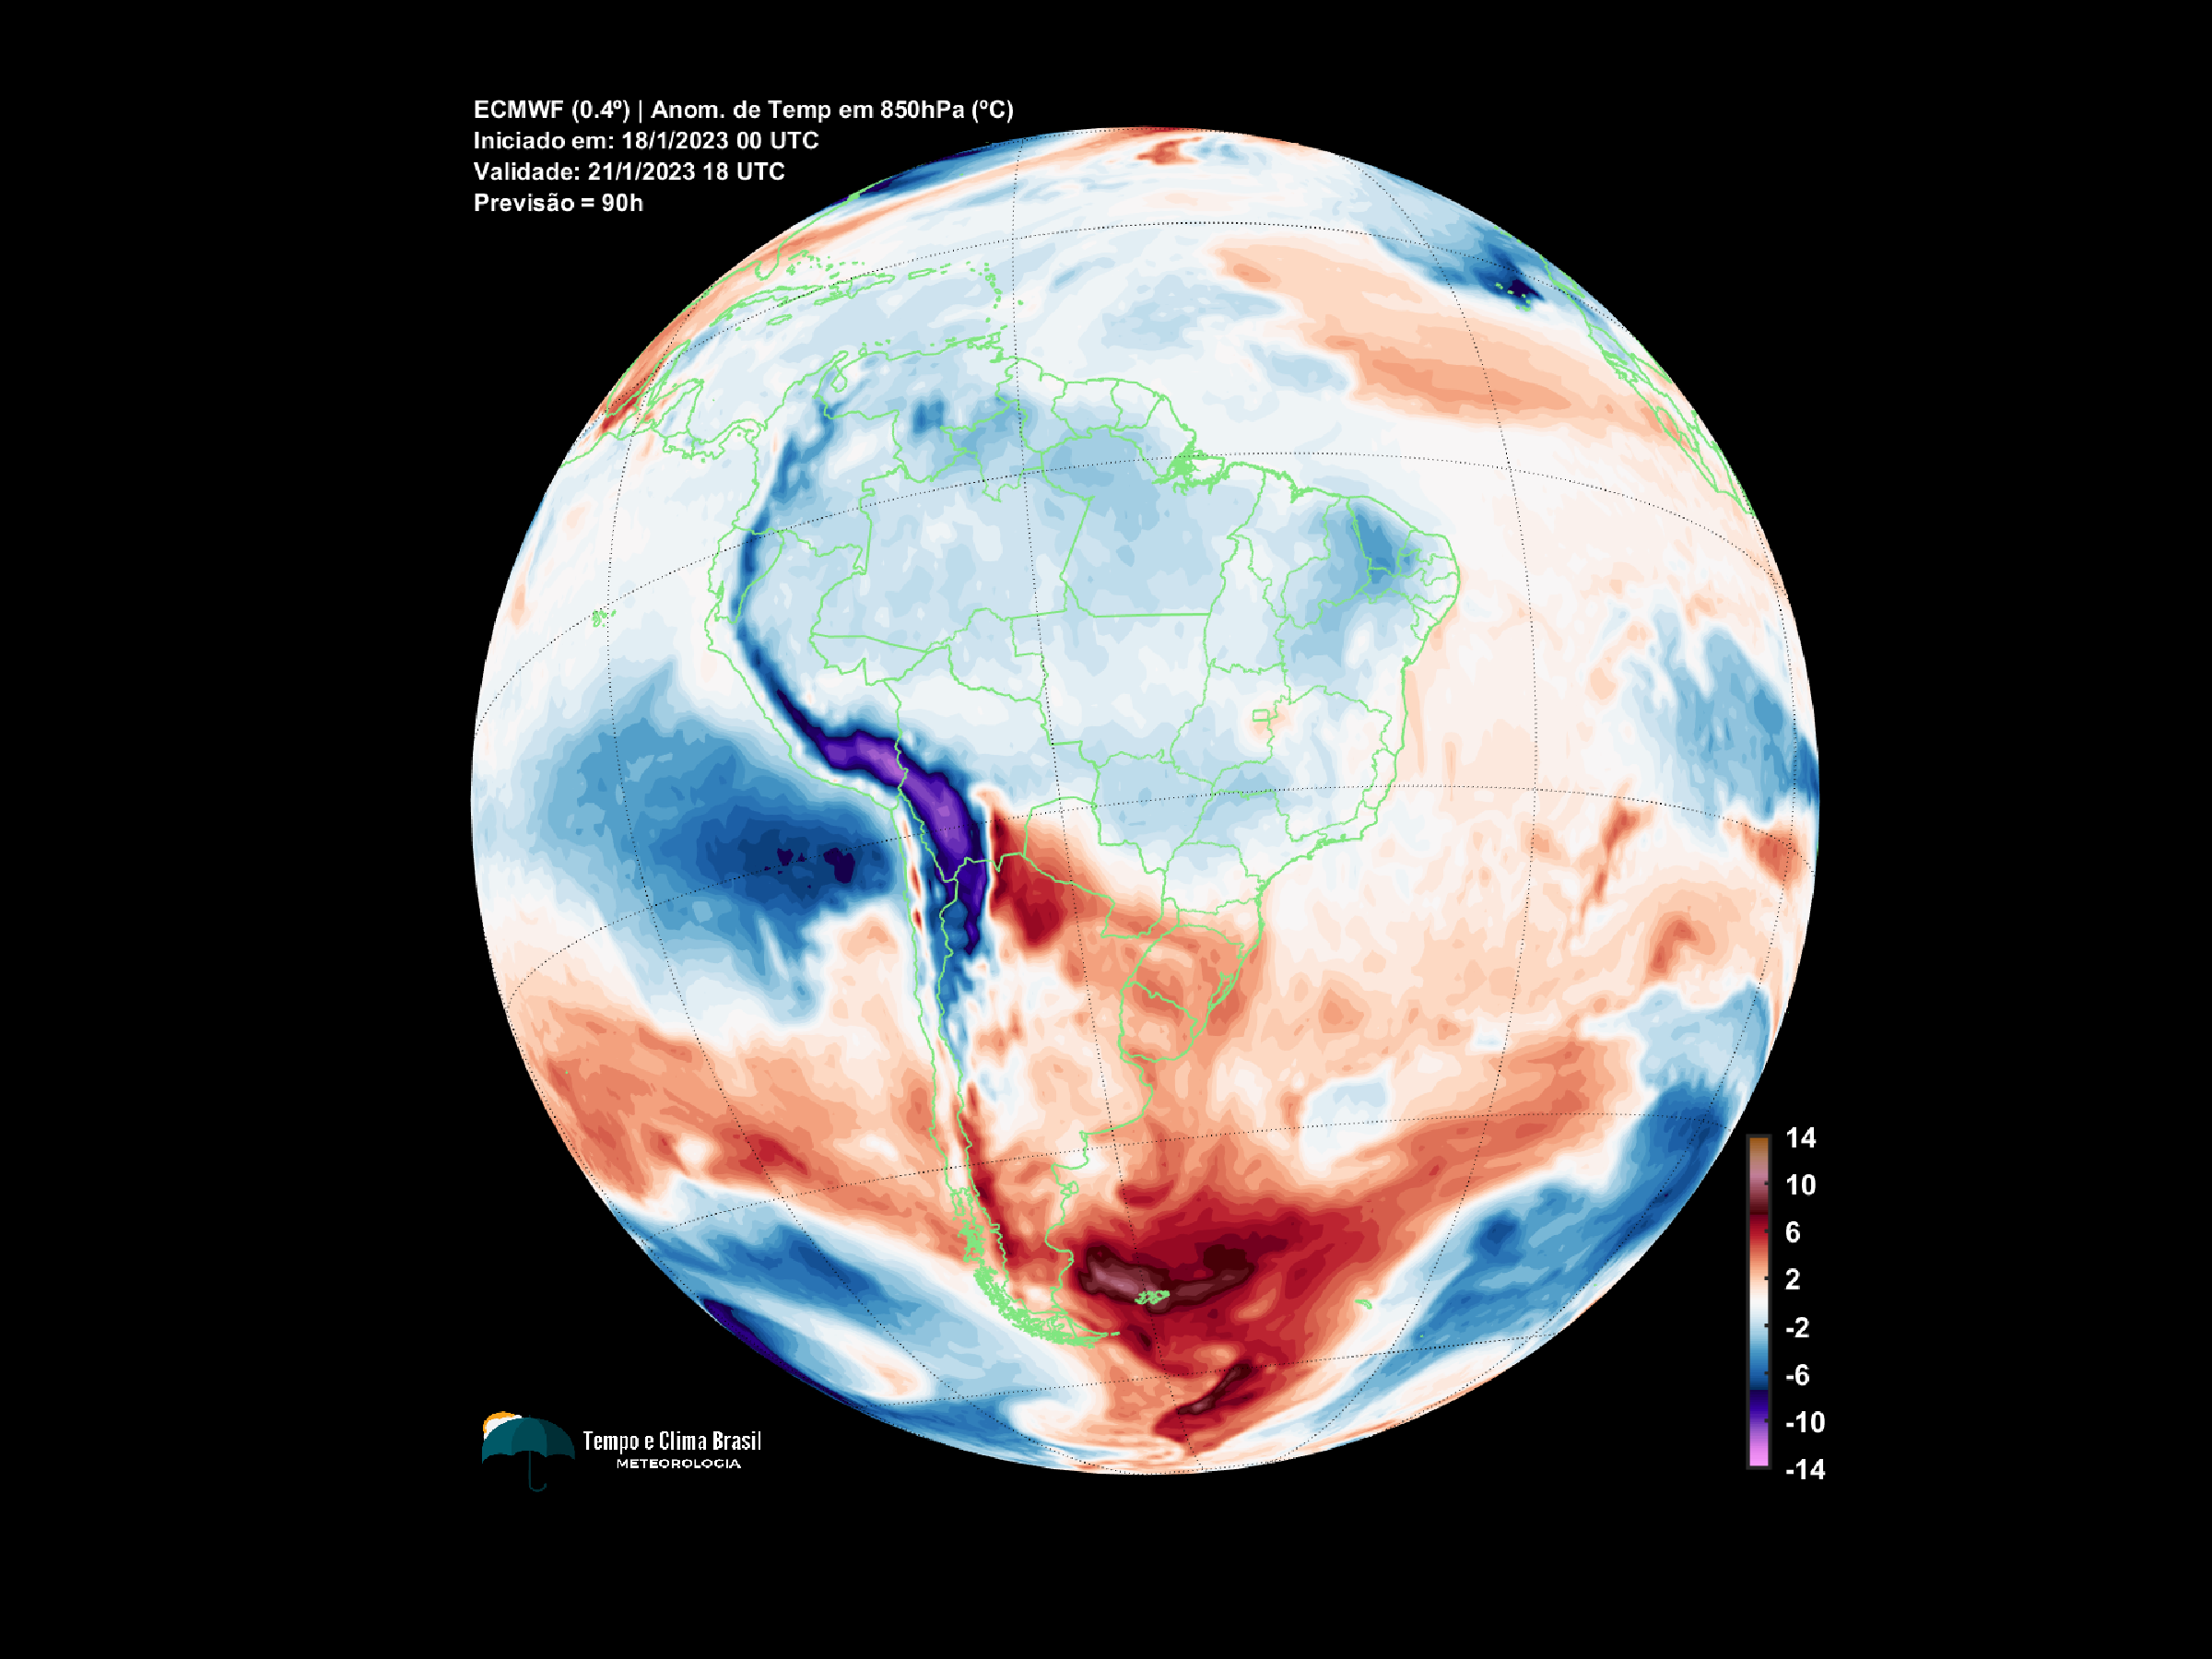 ECMWF (0.4º) | Anom. de Temp em 850hPa (ºC)
Iniciado em: 18/1/2023 00 UTC
Validade: 21/1/2023 18 UTC
Previsão = 90h
14
10
6
2
-2
-6
-10
-14
Tempo e Clima Brasil
METEOROLOGIA